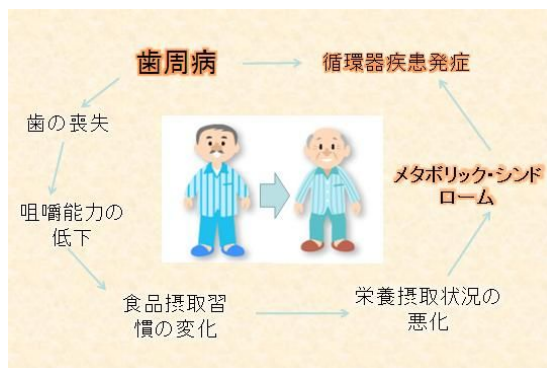 歯周病
循環器疾患発症
歯の喪失
メタボリック・シンド
ローム
咀嚼能力の
低下
食品摂取習
慣の変化
栄養摂取状況の
悪化